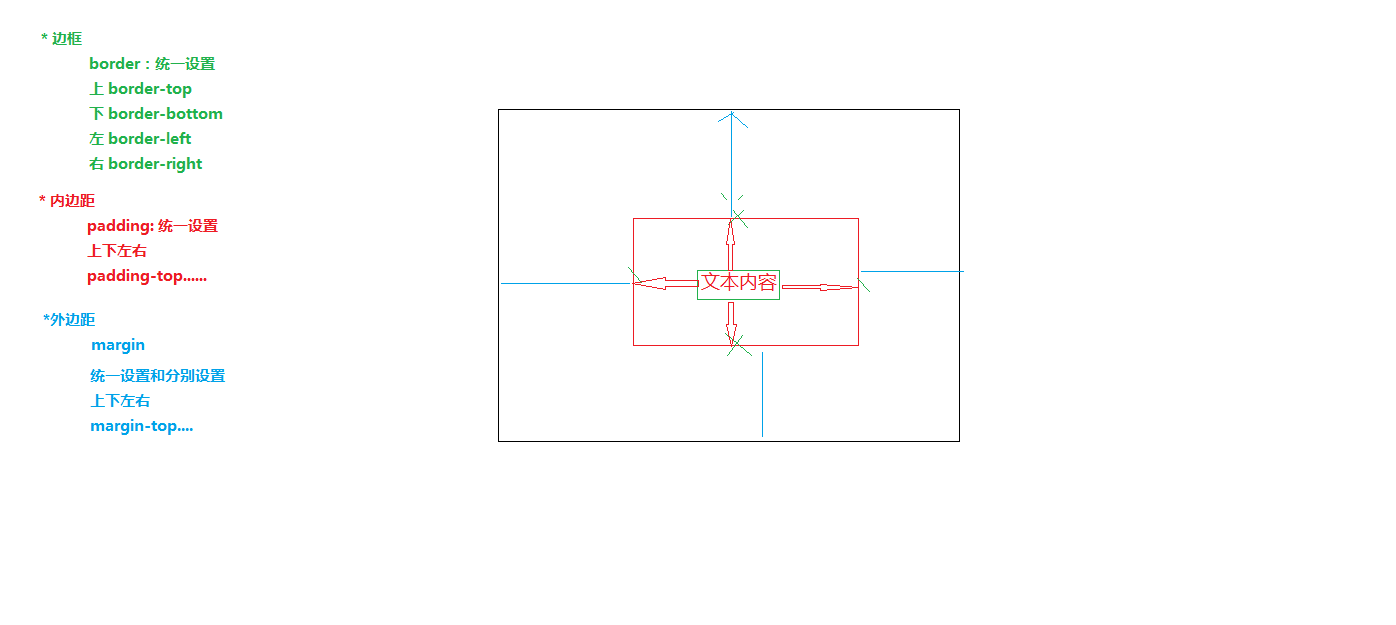 * 边框
border：统一设置
上 border-top
下 border-bottom
左 border-left
右 border-right
* 内边距
padding: 统一设置
上下左右
padding-top......
*外边距
margin
统一设置和分别设置
上下左右
margin-top....
文本内容